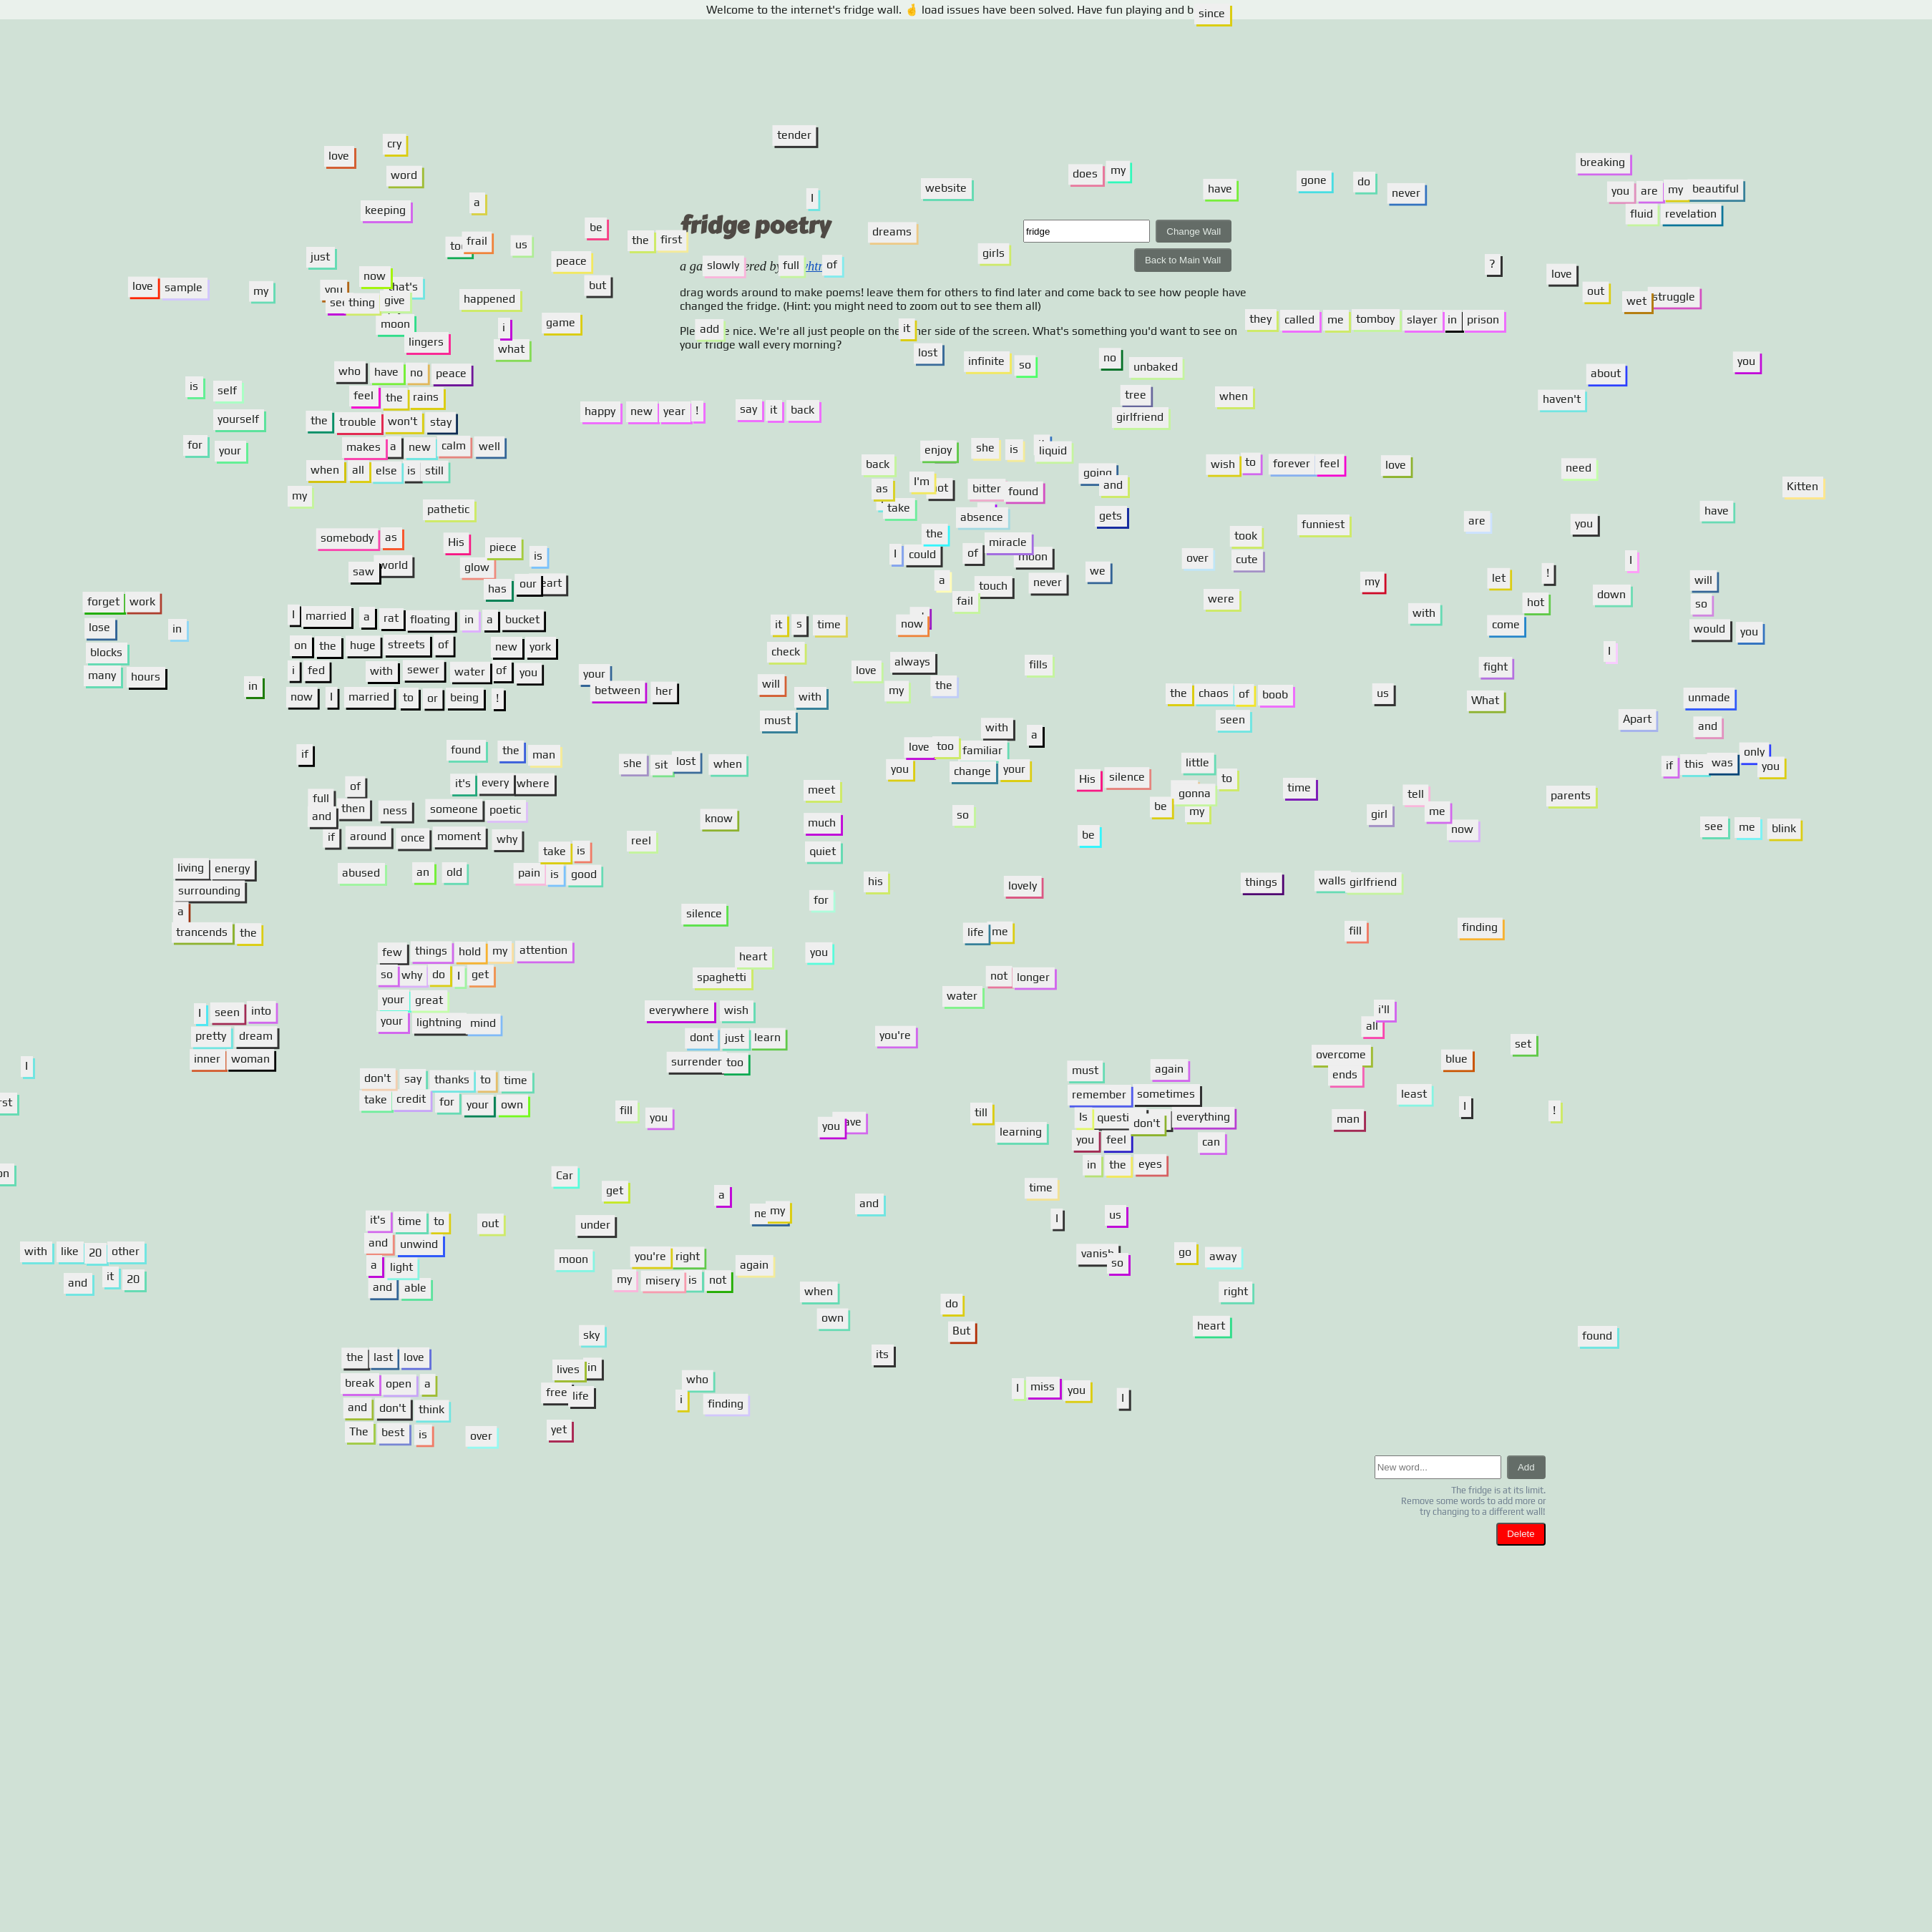 Welcome to the internet's fridge wall. ☝ load issues have been solved. Have fun playing and b
since
tender
cry
love
word
breaking
does my
website
have
gone
do
never
you are my beautiful
fluid revelation
keeping
a
I
be
fridge poetry
fridge
Change Wall
dreams
the first
frail
us
just
girls
Back to Main Wall
peace
slowly
full
of
?
now
that's
love
love sample
my
you
but
thing give
happened
out
wet struggle
drag words around to make poems! leave them for others to find later and come back to see how people have
changed the fridge. (Hint: you might need to zoom out to see them all)
they called me tomboy slayer in prison
moon
i
game
add
it
nice. We're all just people on the
side of the screen. What's something you'd want to see on
your fridge wall every morning?
lingers
what
lost
infinite
so
no
unbaked
you
who have no peace
about
is
self
feel the rains
tree
when
haven't
happy new year !
say it back
girlfriend
yourself
the trouble won't stay
for
your
makes a new calm well
enjoy
she
is
liquid
when all else is still
back
going
and
wish to forever feel
love
need
Kitten
my
as
I'm
bitter
found
pathetic
take
absence
gets
have
somebody as
His
piece
is
the
miracle
took
funniest
are
you
saw
world
glow
I could
of
moon
over
cute
I
has our
a
touch
never
we
my
let
!
will
forget work
fail
were
hot
down
so
I married a rat floating in a bucket
it s time
now
with
come
would you
lose
in
on the huge streets of new york
check
always
fills
I
blocks
i fed with sewer water of you
love
fight
many hours
in
your
between her
will
my
the
the chaos of boob
us
What
unmade
now I married to or being !
with
must
seen
Apart
and
if
found the man
with
a
love too familiar
she sit lost when
you
change your
little
only
if this was you
of
it's every where
His silence
to
full
then
ness
someone poetic
meet
gonna
time
parents
and
know
much
so
be
my
girl
tell
me
now
see me blink
if around once moment why
reel
be
quiet
take is
living energy
abused
an old
pain is good
his
lovely
things
walls girlfriend
surrounding
for
a
silence
trancends the
life me
fill
finding
few things hold my attention
heart
you
so why do I get
spaghetti
not longer
your great
water
I seen into
everywhere wish
i'll
your lightning mind
all
pretty dream
dont just learn
you're
set
inner woman
surrender too
overcome
blue
I
must
again
ends
don't say thanks to time
remember sometimes
least
take credit for your own
fill
you
till
Is
don't
everything
man
I
!
you
learning
you feel
can
in the eyes
Car
get
a
time
my
and
it's time to
out
under
I
us
and unwind
with like 20 other
moon
you're right
again
so
go
away
a light
my misery is not
and
it
20
and able
when
right
do
own
heart
sky
But
found
the last love
its
lives in
break open a
who
free life
I miss you
I
and don't think
i
finding
The best is
over
yet
New word...
Add
The fridge is at its limit.
Remove some words to add more or
try changing to a different wall!
Delete